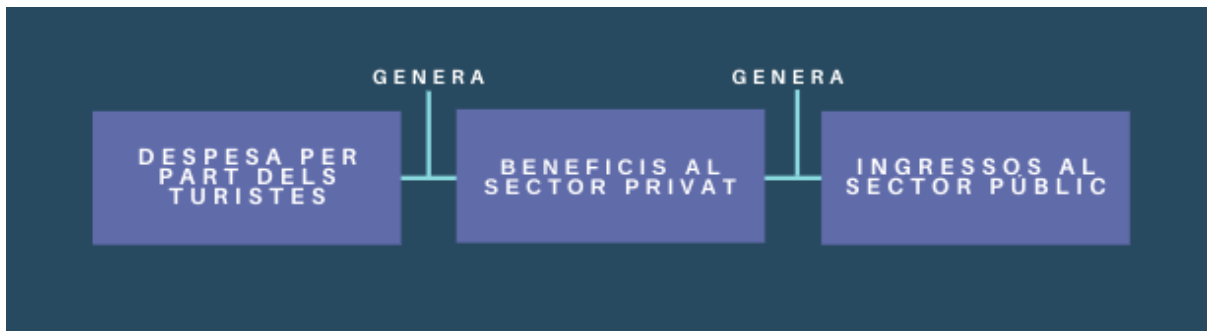 GENERA
GENERA
DESPESA PER
PART DELS
TURISTES
BENEFICIS AL
SECTOR PRIVAT
INGRESSOS AL
SECTOR PÚBLIC